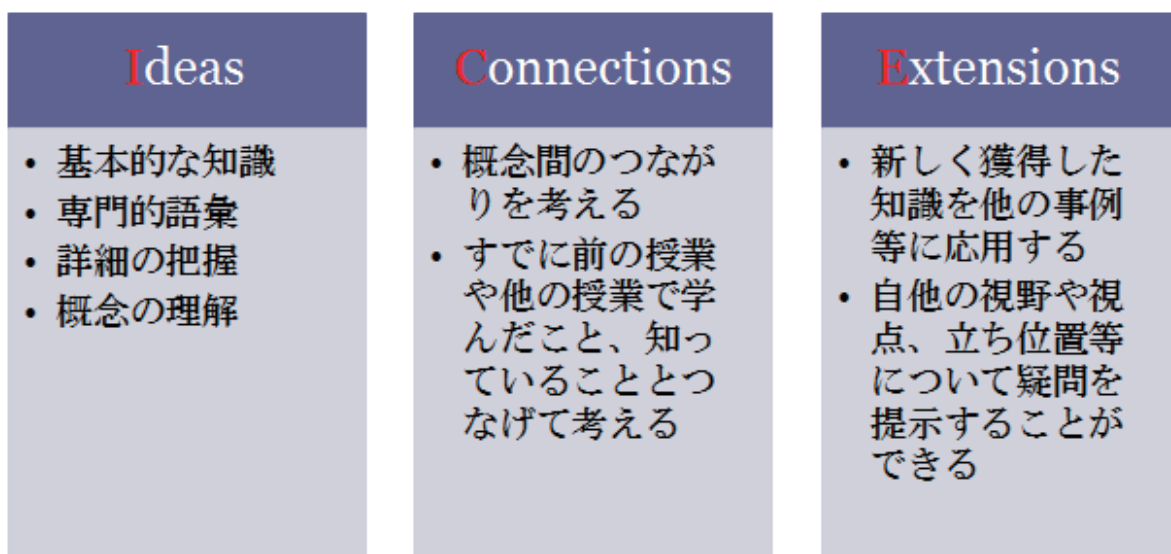 Ideas
• 基本的な知識
• 専門的語彙
• 詳細の把握
• 概念の理解
Connections
• 概念間のつなが
りを考える
• すでに前の授業
や他の授業で学
んだこと、知っ
ていることとつ
なげて考える
Extensions
• 新しく獲得した
知識を他の事例
等に応用する
• 自他の視野や視
点、立ち位置等
について疑問を
提示することが
できる